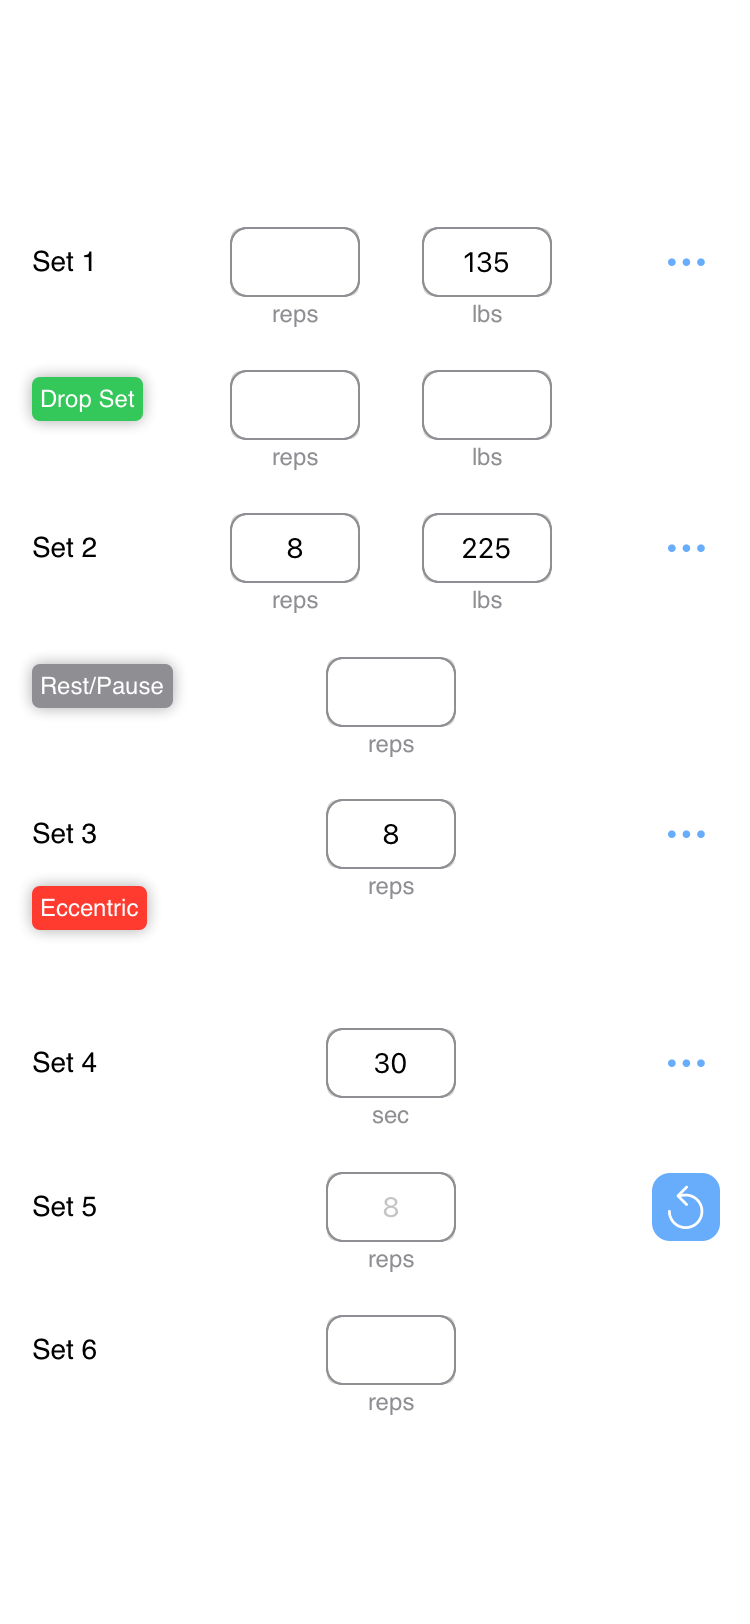 Set 1
135
reps
lbs
Drop Set
reps
lbs
Set 2
8
225
reps
lbs
Rest/Pause
reps
Set 3
8
reps
Eccentric
Set 4
30
sec
Set 5
8
reps
Set 6
reps